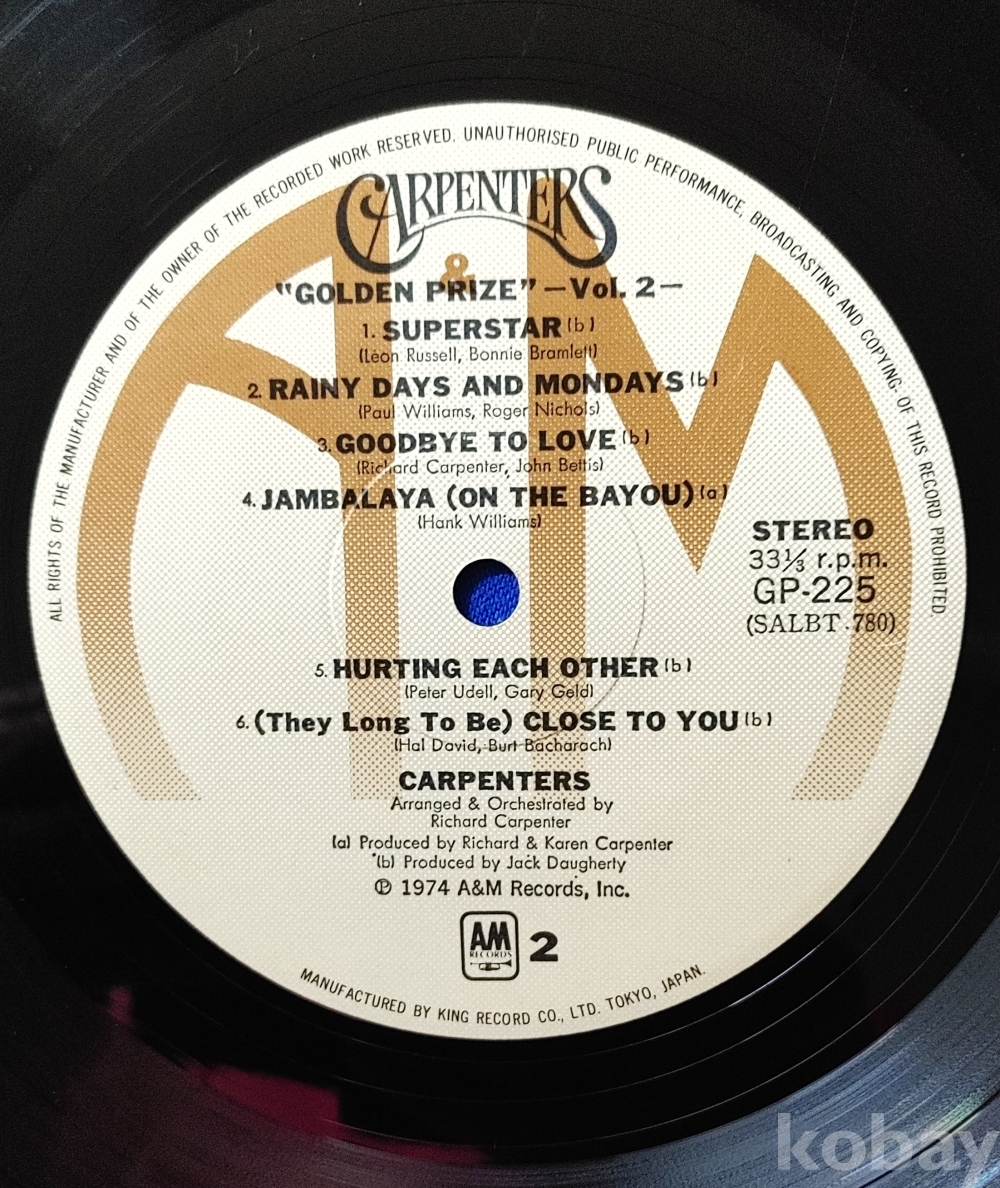 ALL RIGHTS OF THE MANUFACTURER AND OF THE OWNER OF THE RECORDED WORK RESERVED. UNAUTHORISED PUBLIC PERFORMANCE, BROADCASTING AND COPYING OF THIS RECORD PROHIBITED
CARPENTERS
&
"GOLDEN PRIZE" —Vol. 2—
1. SUPERSTAR (b)
(Leon Russell, Bonnie Bramlett)
2. RAINY DAYS AND MONDAYS (b)
(Paul Williams, Roger Nichols)
3. GOODBYE TO LOVE (b)
(Richard Carpenter, John Bettis)
4. JAMBALAYA (ON THE BAYOU) (a)
(Hank Williams)
STEREO
33⅓ r.p.m.
GP-225
(SALBT-780)
5. HURTING EACH OTHER (b)
(Peter Udell, Gary Geld)
6. (They Long To Be) CLOSE TO YOU (b)
(Hal David, Burt Bacharach)
CARPENTERS
Arranged & Orchestrated by
Richard Carpenter
(a) Produced by Richard & Karen Carpenter
(b) Produced by Jack Daugherty
℗ 1974 A&M Records, Inc.
AM
RECORDS
2
MANUFACTURED BY KING RECORD CO., LTD. TOKYO, JAPAN.
kobay